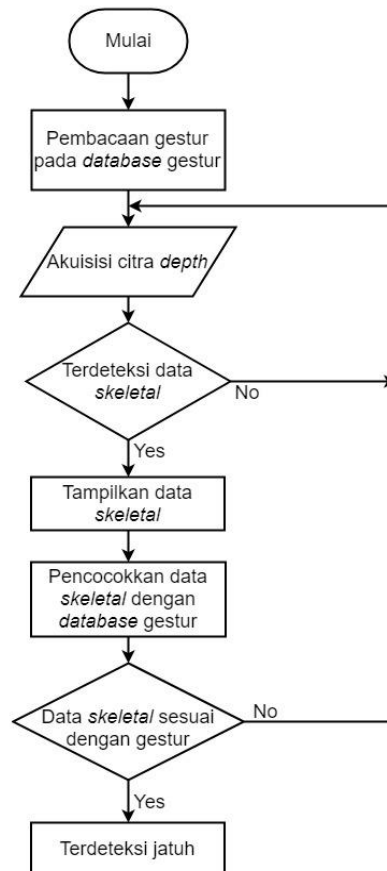 Mulai
Pembacaan gestur
pada database gestur
Akuisisi citra depth
Terdeteksi data
skeletal
No
Yes
Tampilkan data
skeletal
Pencocokkan data
skeletal dengan
database gestur
Data skeletal sesuai
dengan gestur
No
Yes
Terdeteksi jatuh